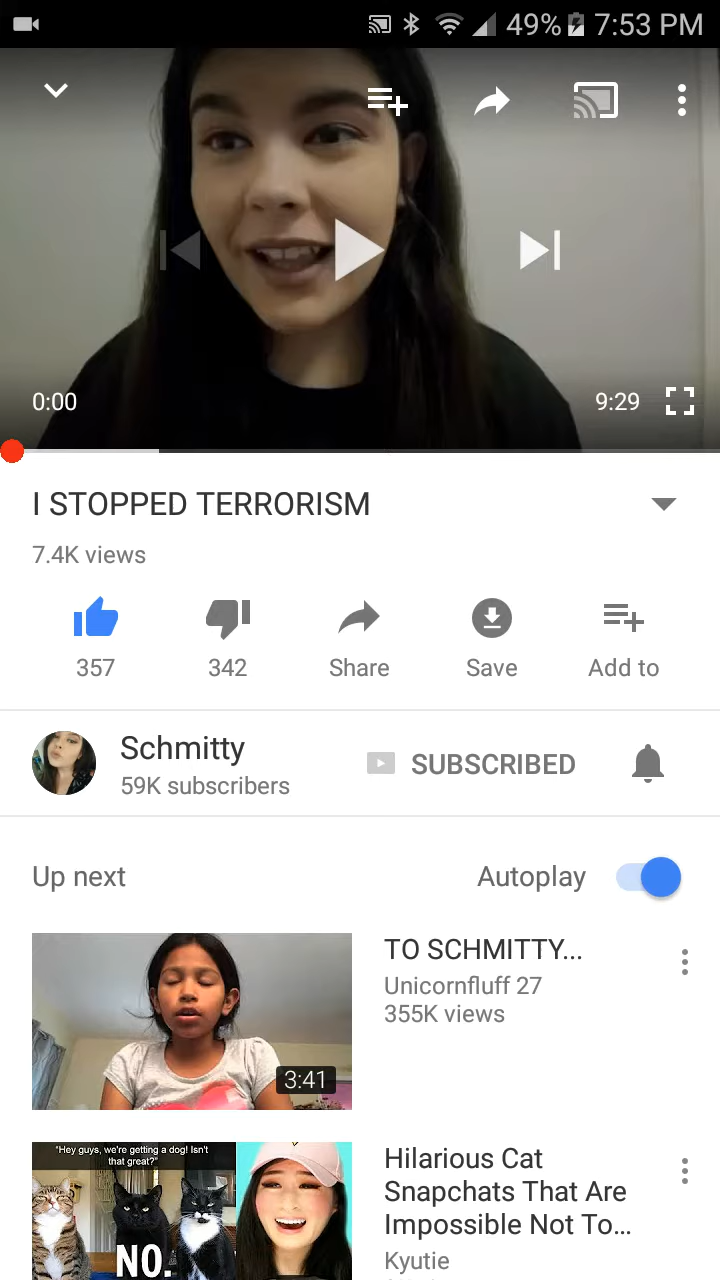 49% 7:53 PM
0:00 9:29
I STOPPED TERRORISM
7.4K views
357 342 Share Save Add to
Schmitty
59K subscribers
SUBSCRIBED
Up next Autoplay
TO SCHMITTY...
Unicornfluff 27
355K views
3:41
"Hey guys, we're getting a dog! Isn't
that great?"
NO.
Hilarious Cat
Snapchats That Are
Impossible Not To...
Kyutie